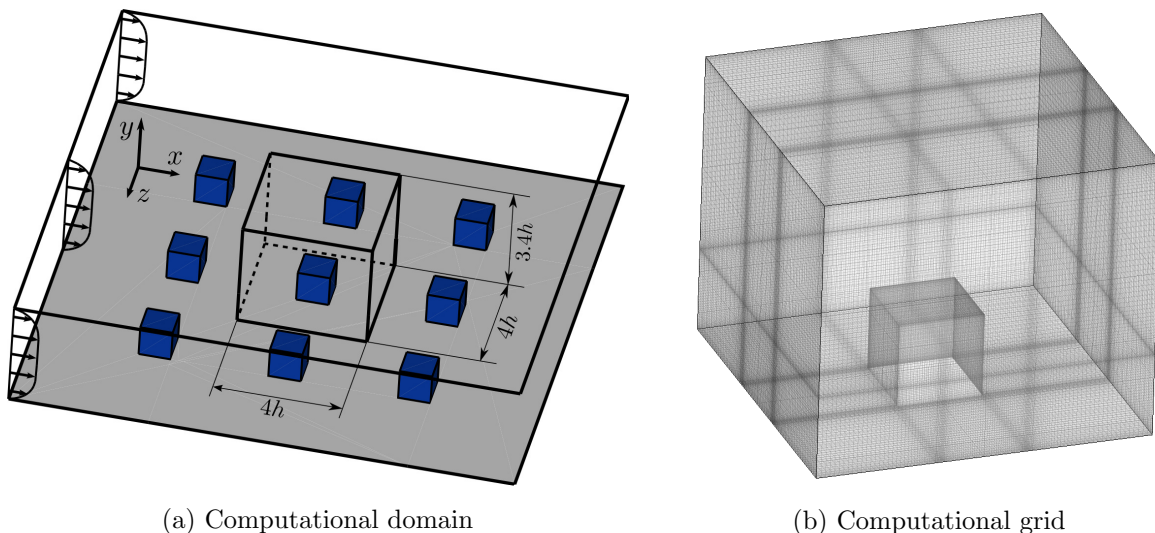 y
x
z
3.4h
4h
4h
(a) Computational domain
(b) Computational grid